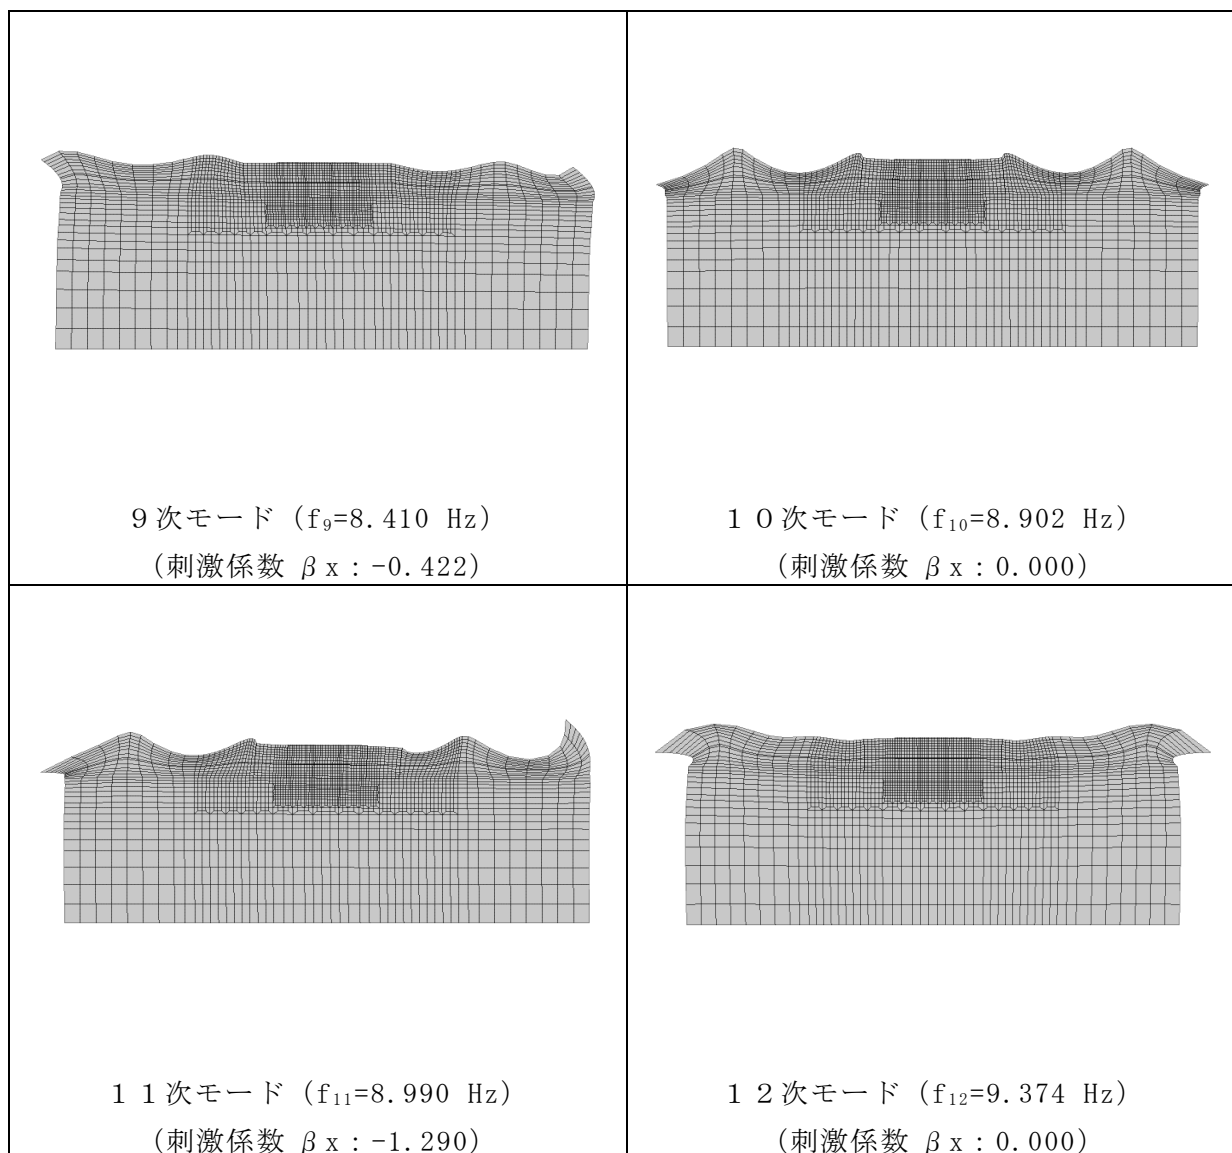 9次モード (f₉=8.410 Hz)
(刺激係数 βx:-0.422)
10次モード (f₁₀=8.902 Hz)
(刺激係数 βx:0.000)
11次モード (f₁₁=8.990 Hz)
(刺激係数 βx:-1.290)
12次モード (f₁₂=9.374 Hz)
(刺激係数 βx:0.000)